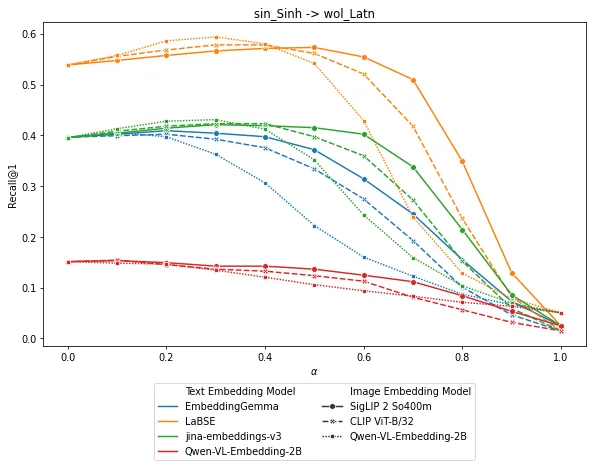 sin_Sinh -> wol_Latn
Recall@1
0.6
0.5
0.4
0.3
0.2
0.1
0.0
0.0 0.2 0.4 0.6 0.8 1.0
α
Text Embedding Model
EmbeddingGemma
LaBSE
jina-embeddings-v3
Qwen-VL-Embedding-2B
Image Embedding Model
SigLIP 2 So400m
CLIP ViT-B/32
Qwen-VL-Embedding-2B